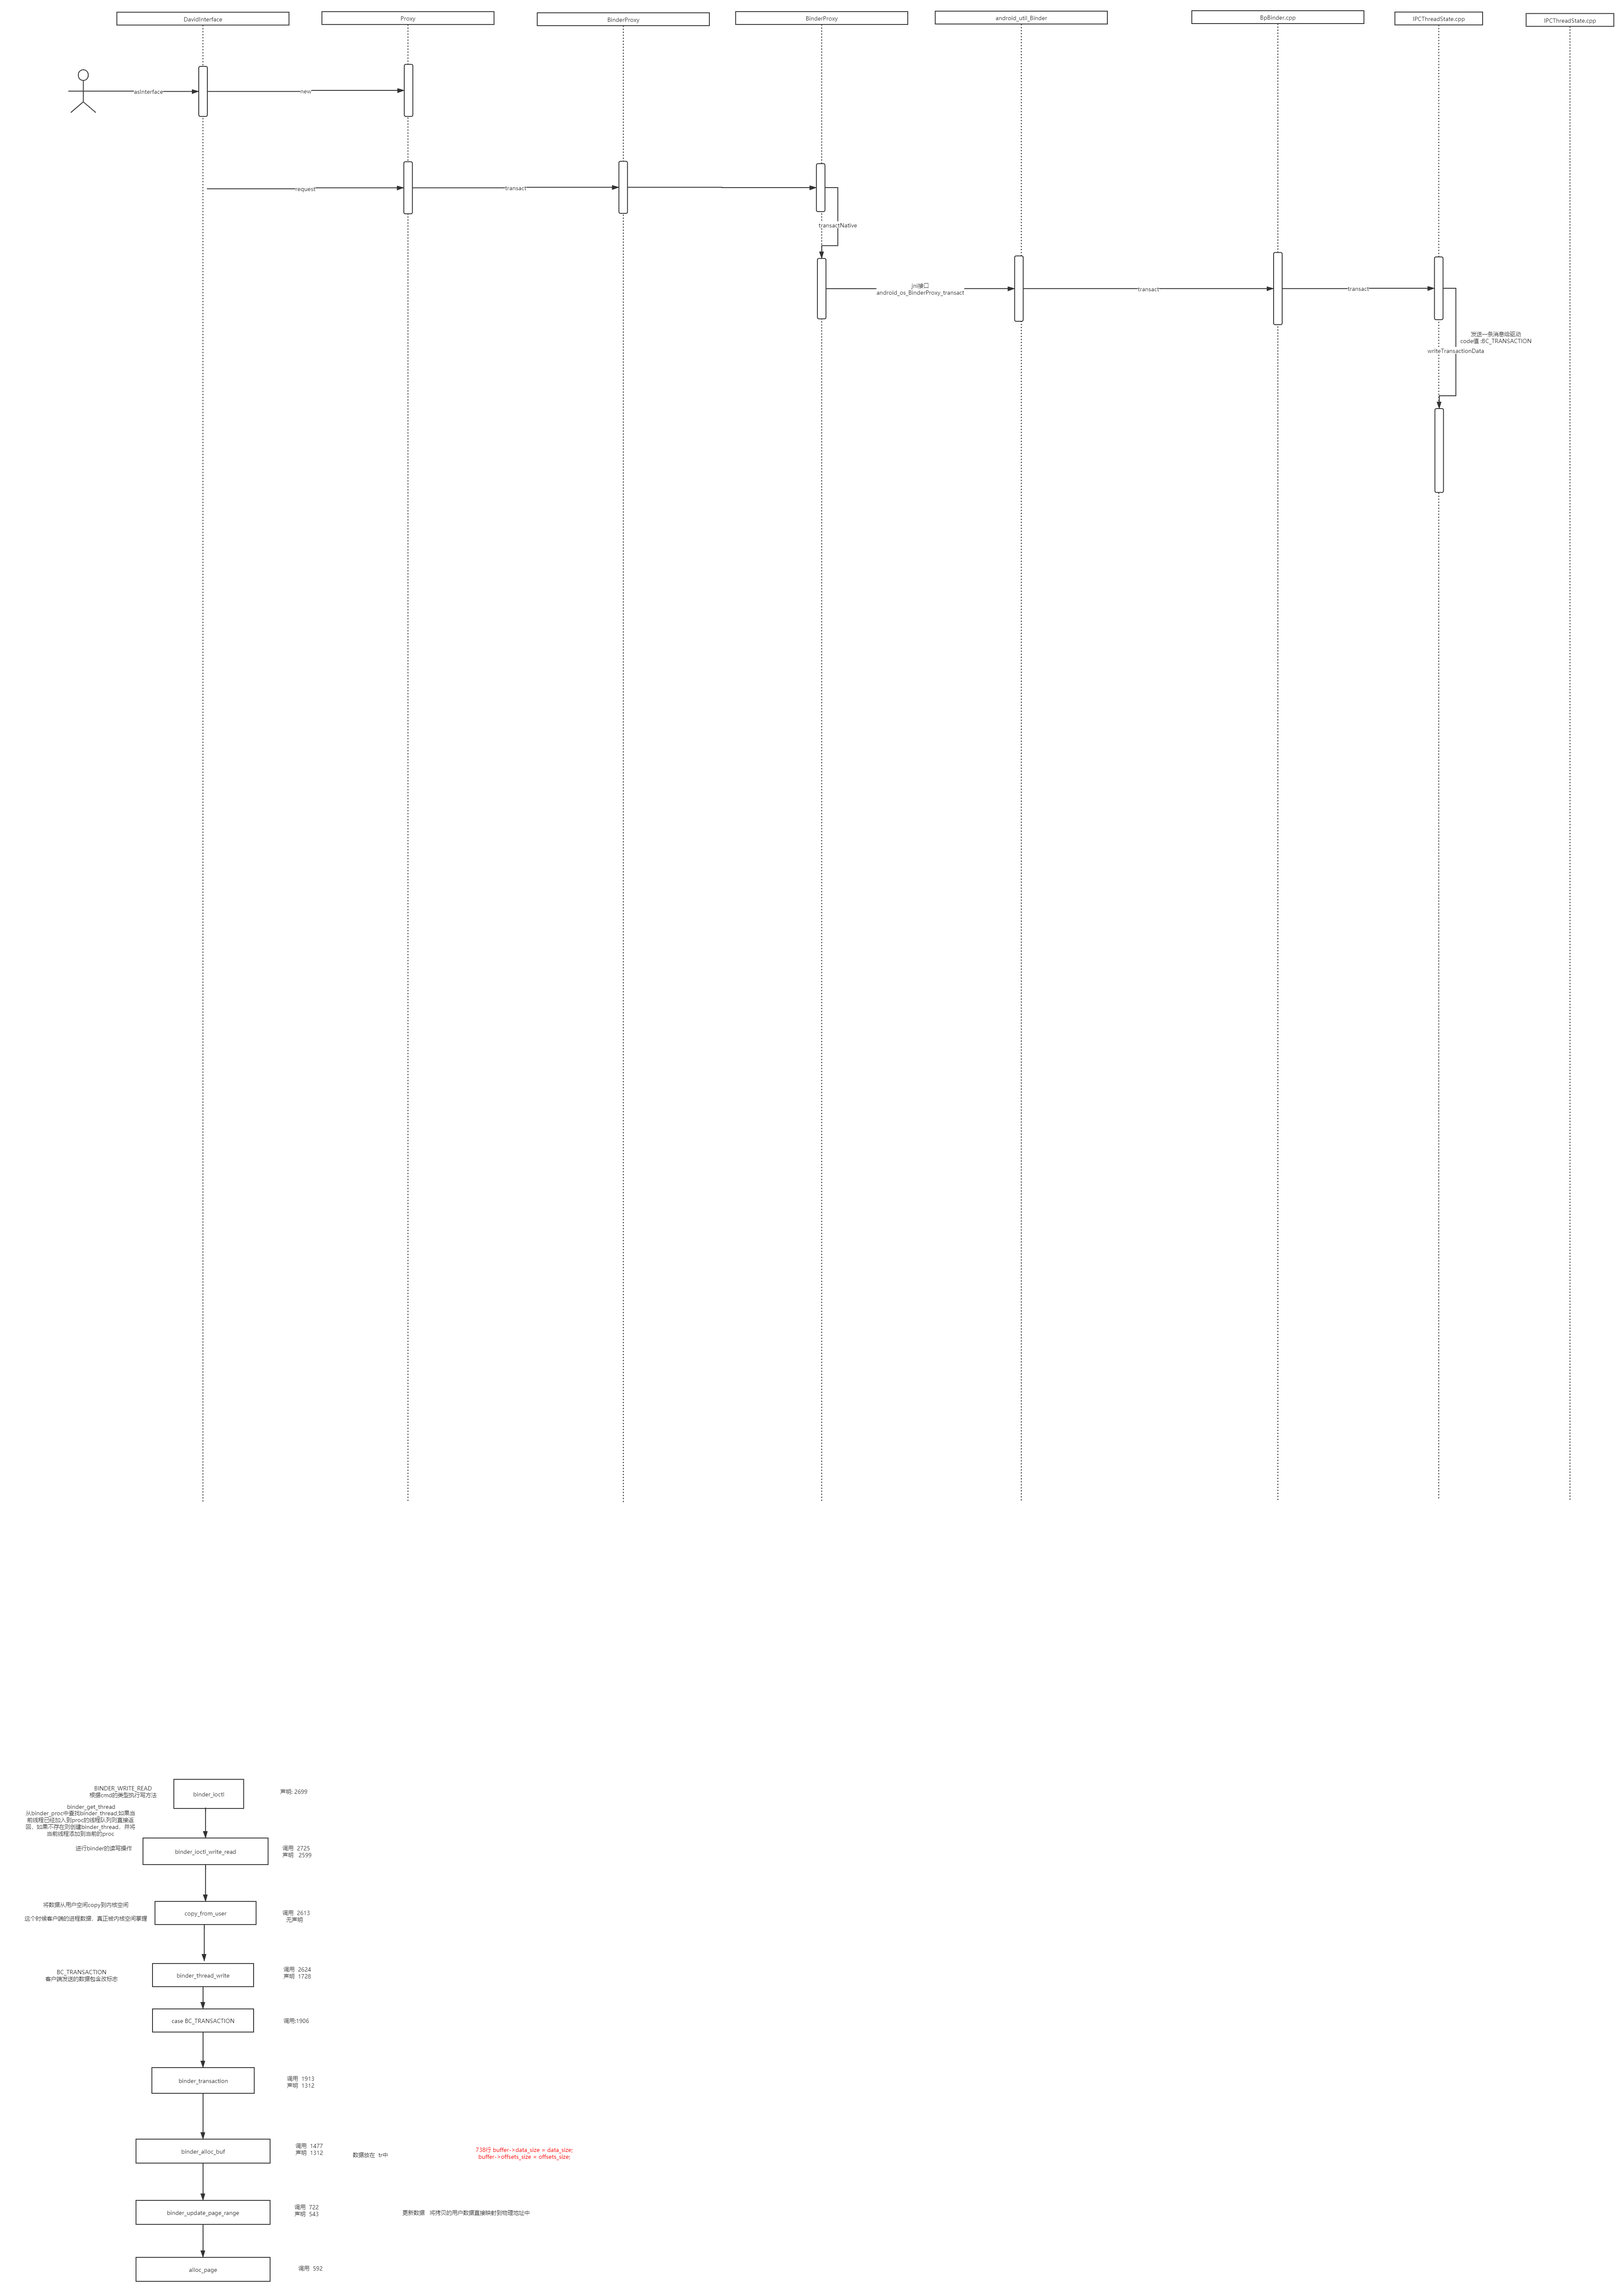 DavidInterface
Proxy
BinderProxy
BinderProxy
android_util_Binder
BpBinder.cpp
IPCThreadState.cpp
IPCThreadState.cpp
asInterface
new
request
transact
transactNative
jni接口
android_os_BinderProxy_transact
transact
transact
发送一条消息给驱动
code值 :BC_TRANSACTION
writeTransactionData
BINDER_WRITE_READ
根据cmd的类型执行写方法
binder_ioctl
声明: 2699
binder_get_thread
从binder_proc中查找binder_thread,如果当
前线程已经加入到proc的线程队列则直接返
回，如果不存在则创建binder_thread，并将
当前线程添加到当前的proc
进行binder的读写操作
binder_ioctl_write_read
调用 2725
声明 2599
将数据从用户空间copy到内核空间
这个时候客户端的进程数据，真正被内核空间掌握
copy_from_user
调用 2613
无声明
BC_TRANSACTION
客户端发送的数据包含改标志
binder_thread_write
调用 2624
声明 1728
case BC_TRANSACTION
调用:1906
binder_transaction
调用 1913
声明 1312
binder_alloc_buf
调用 1477
声明 1312
数据放在 tr中
738行 buffer->data_size = data_size;
buffer->offsets_size = offsets_size;
binder_update_page_range
调用 722
声明 543
更新数据 将拷贝的用户数据直接映射到物理地址中
alloc_page
调用 592